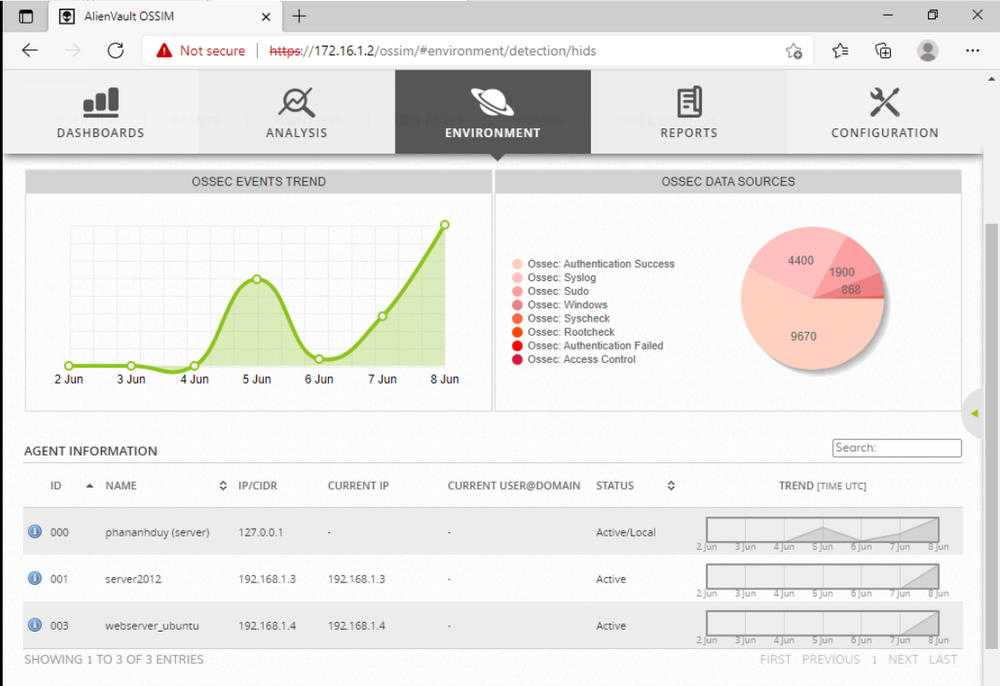 AlienVault OSSIM
Not secure https://172.16.1.2/ossim/#environment/detection/hids
DASHBOARDS ANALYSIS ENVIRONMENT REPORTS CONFIGURATION
OSSEC EVENTS TREND
2 Jun 3 Jun 4 Jun 5 Jun 6 Jun 7 Jun 8 Jun
OSSEC DATA SOURCES
Ossec: Authentication Success
Ossec: Syslog
Ossec: Sudo
Ossec: Windows
Ossec: Syscheck
Ossec: Rootcheck
Ossec: Authentication Failed
Ossec: Access Control
4400
1900
868
9670
AGENT INFORMATION
Search:
ID NAME IP/CIDR CURRENT IP CURRENT USER@DOMAIN STATUS TREND [TIME UTC]
000 phananhduy (server) 127.0.0.1 - - Active/Local
2 Jun 3 Jun 4 Jun 5 Jun 6 Jun 7 Jun 8 Jun
001 server2012 192.168.1.3 192.168.1.3 - Active
2 Jun 3 Jun 4 Jun 5 Jun 6 Jun 7 Jun 8 Jun
003 webserver_ubuntu 192.168.1.4 192.168.1.4 - Active
2 Jun 3 Jun 4 Jun 5 Jun 6 Jun 7 Jun 8 Jun
SHOWING 1 TO 3 OF 3 ENTRIES
FIRST PREVIOUS 1 NEXT LAST